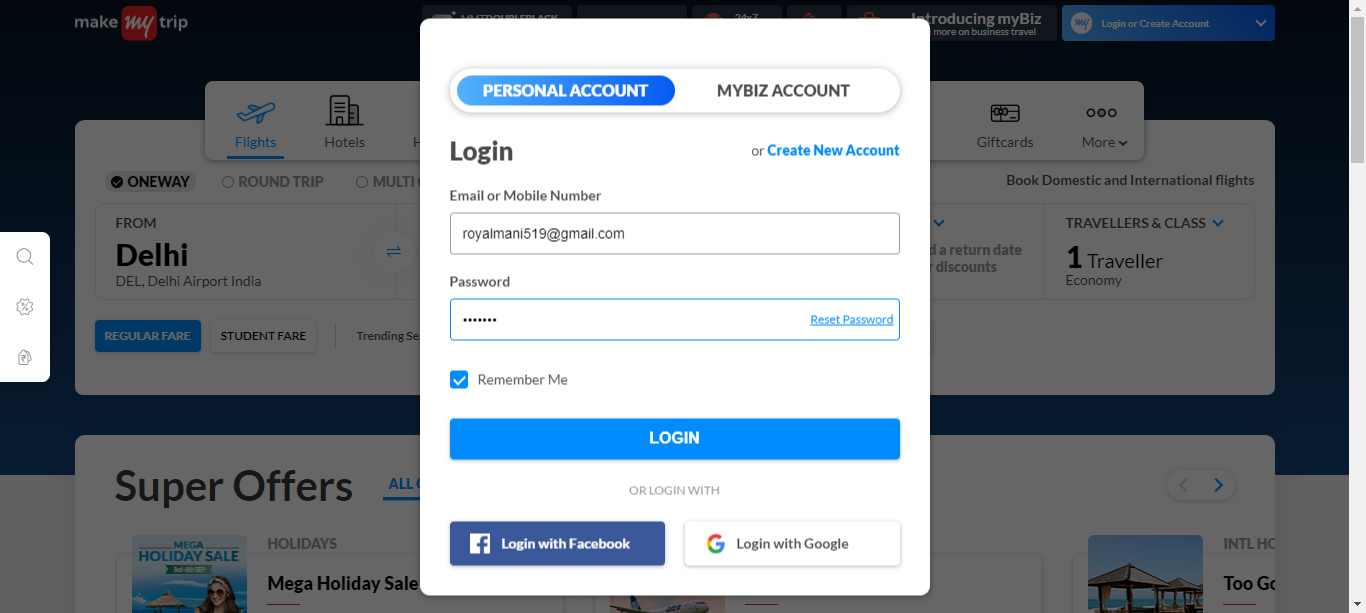 make my trip
24x7
Introducing myBiz
more on business travel
my
Login or Create Account
PERSONAL ACCOUNT
MYBIZ ACCOUNT
Login
or Create New Account
Email or Mobile Number
royalmani519@gmail.com
Password
•••••••
Reset Password
Remember Me
LOGIN
OR LOGIN WITH
Login with Facebook
Login with Google
Flights
Hotels
H
Giftcards
More
ONEWAY
ROUND TRIP
MULTI
Book Domestic and International flights
FROM
Delhi
DEL, Delhi Airport India
d a return date
discounts
TRAVELLERS & CLASS
1 Traveller
Economy
REGULAR FARE
STUDENT FARE
Trending Se
Super Offers
ALL
MEGA
HOLIDAY SALE
3rd-8th SEP
HOLIDAYS
Mega Holiday Sale
INTL HO
Too Go